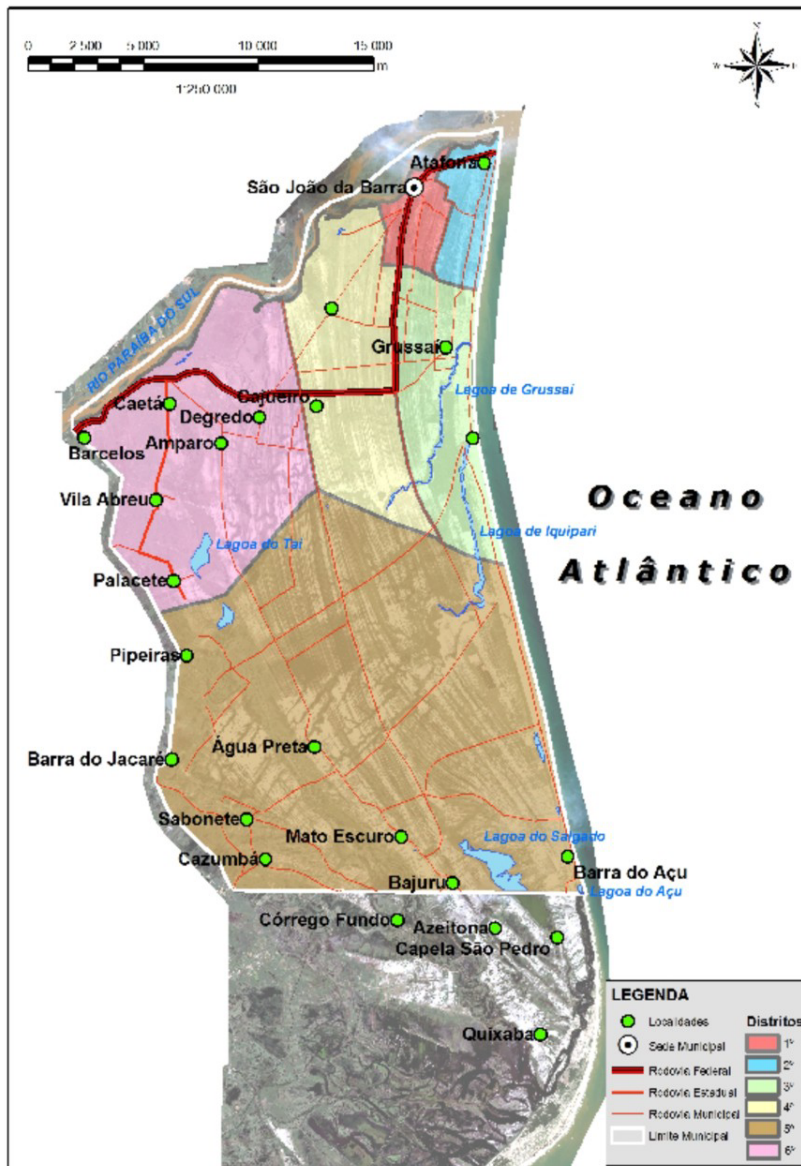 0 2 500 5 000 10 000 15 000
m
1:250 000
N
W E
S
Atafona
São João da Barra
RIO PARAÍBA DO SUL
Grussaí
Lagoa de Grussaí
Caetá
Cajueiro
Degredo
Barcelos
Amparo
Vila Abreu
Oceano
Atlântico
Lagoa de Iquipari
Lagoa do Taí
Palacete
Pipeiras
Água Preta
Barra do Jacaré
Sabonete
Mato Escuro
Lagoa do Salgado
Cazumbá
Barra do Açu
Bajuru
Lagoa do Açu
Córrego Fundo
Azeitona
Capela São Pedro
Quixaba
LEGENDA
Localidades
Sede Municipal
Rodovia Federal
Rodovia Estadual
Rodovia Municipal
Limite Municipal
Distritos
1º
2º
3º
4º
5º
6º